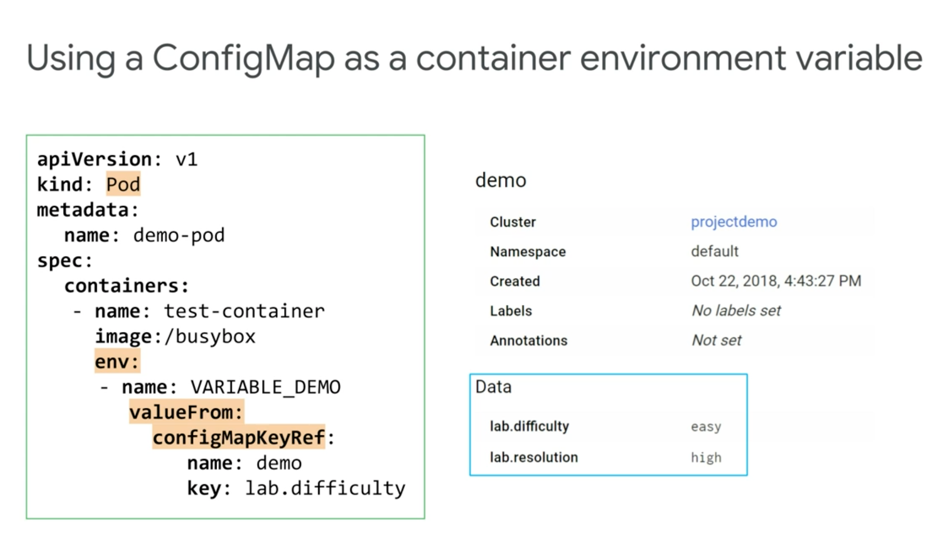 Using a ConfigMap as a container environment variable
apiVersion: v1
kind: Pod
metadata:
name: demo-pod
spec:
containers:
- name: test-container
image:/busybox
env:
- name: VARIABLE_DEMO
valueFrom:
configMapKeyRef:
name: demo
key: lab.difficulty
demo
Cluster projectdemo
Namespace default
Created Oct 22, 2018, 4:43:27 PM
Labels No labels set
Annotations Not set
Data
lab.difficulty easy
lab.resolution high